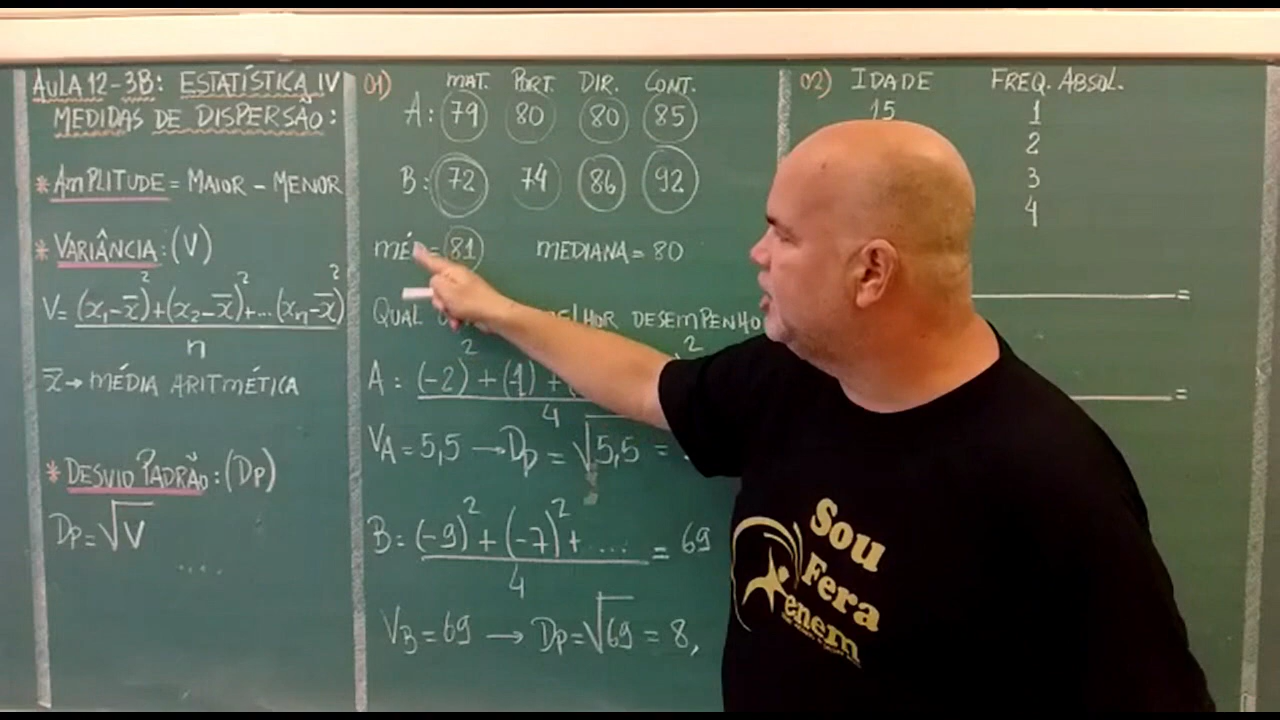 AULA 12-3B: ESTATÍSTICA IV
MEDIDAS DE DISPERSÃO:
* AMPLITUDE = MAIOR - MENOR
* VARIÂNCIA: (V)
V = (x₁-x̄)²+(x₂-x̄)²+...(xₙ-x̄)²
n
x̄ → MÉDIA ARITMÉTICA
* DESVIO PADRÃO: (Dp)
Dp = √V
....
01) MAT. PORT. DIR. CONT.
A: 79 80 80 85
B: 72 74 86 92
= 81 MEDIANA = 80
QUAL DESEMPENHO
A: (-2)² + (-1)² +
4
VA = 5,5 → Dp = √5,5 =
B = (-9)² + (-7)² + .... = 69
4
VB = 69 → Dp = √69 = 8,
02) IDADE FREQ. ABSOL.
15 1
2
3
4
=
=
Sou
Fera
enem